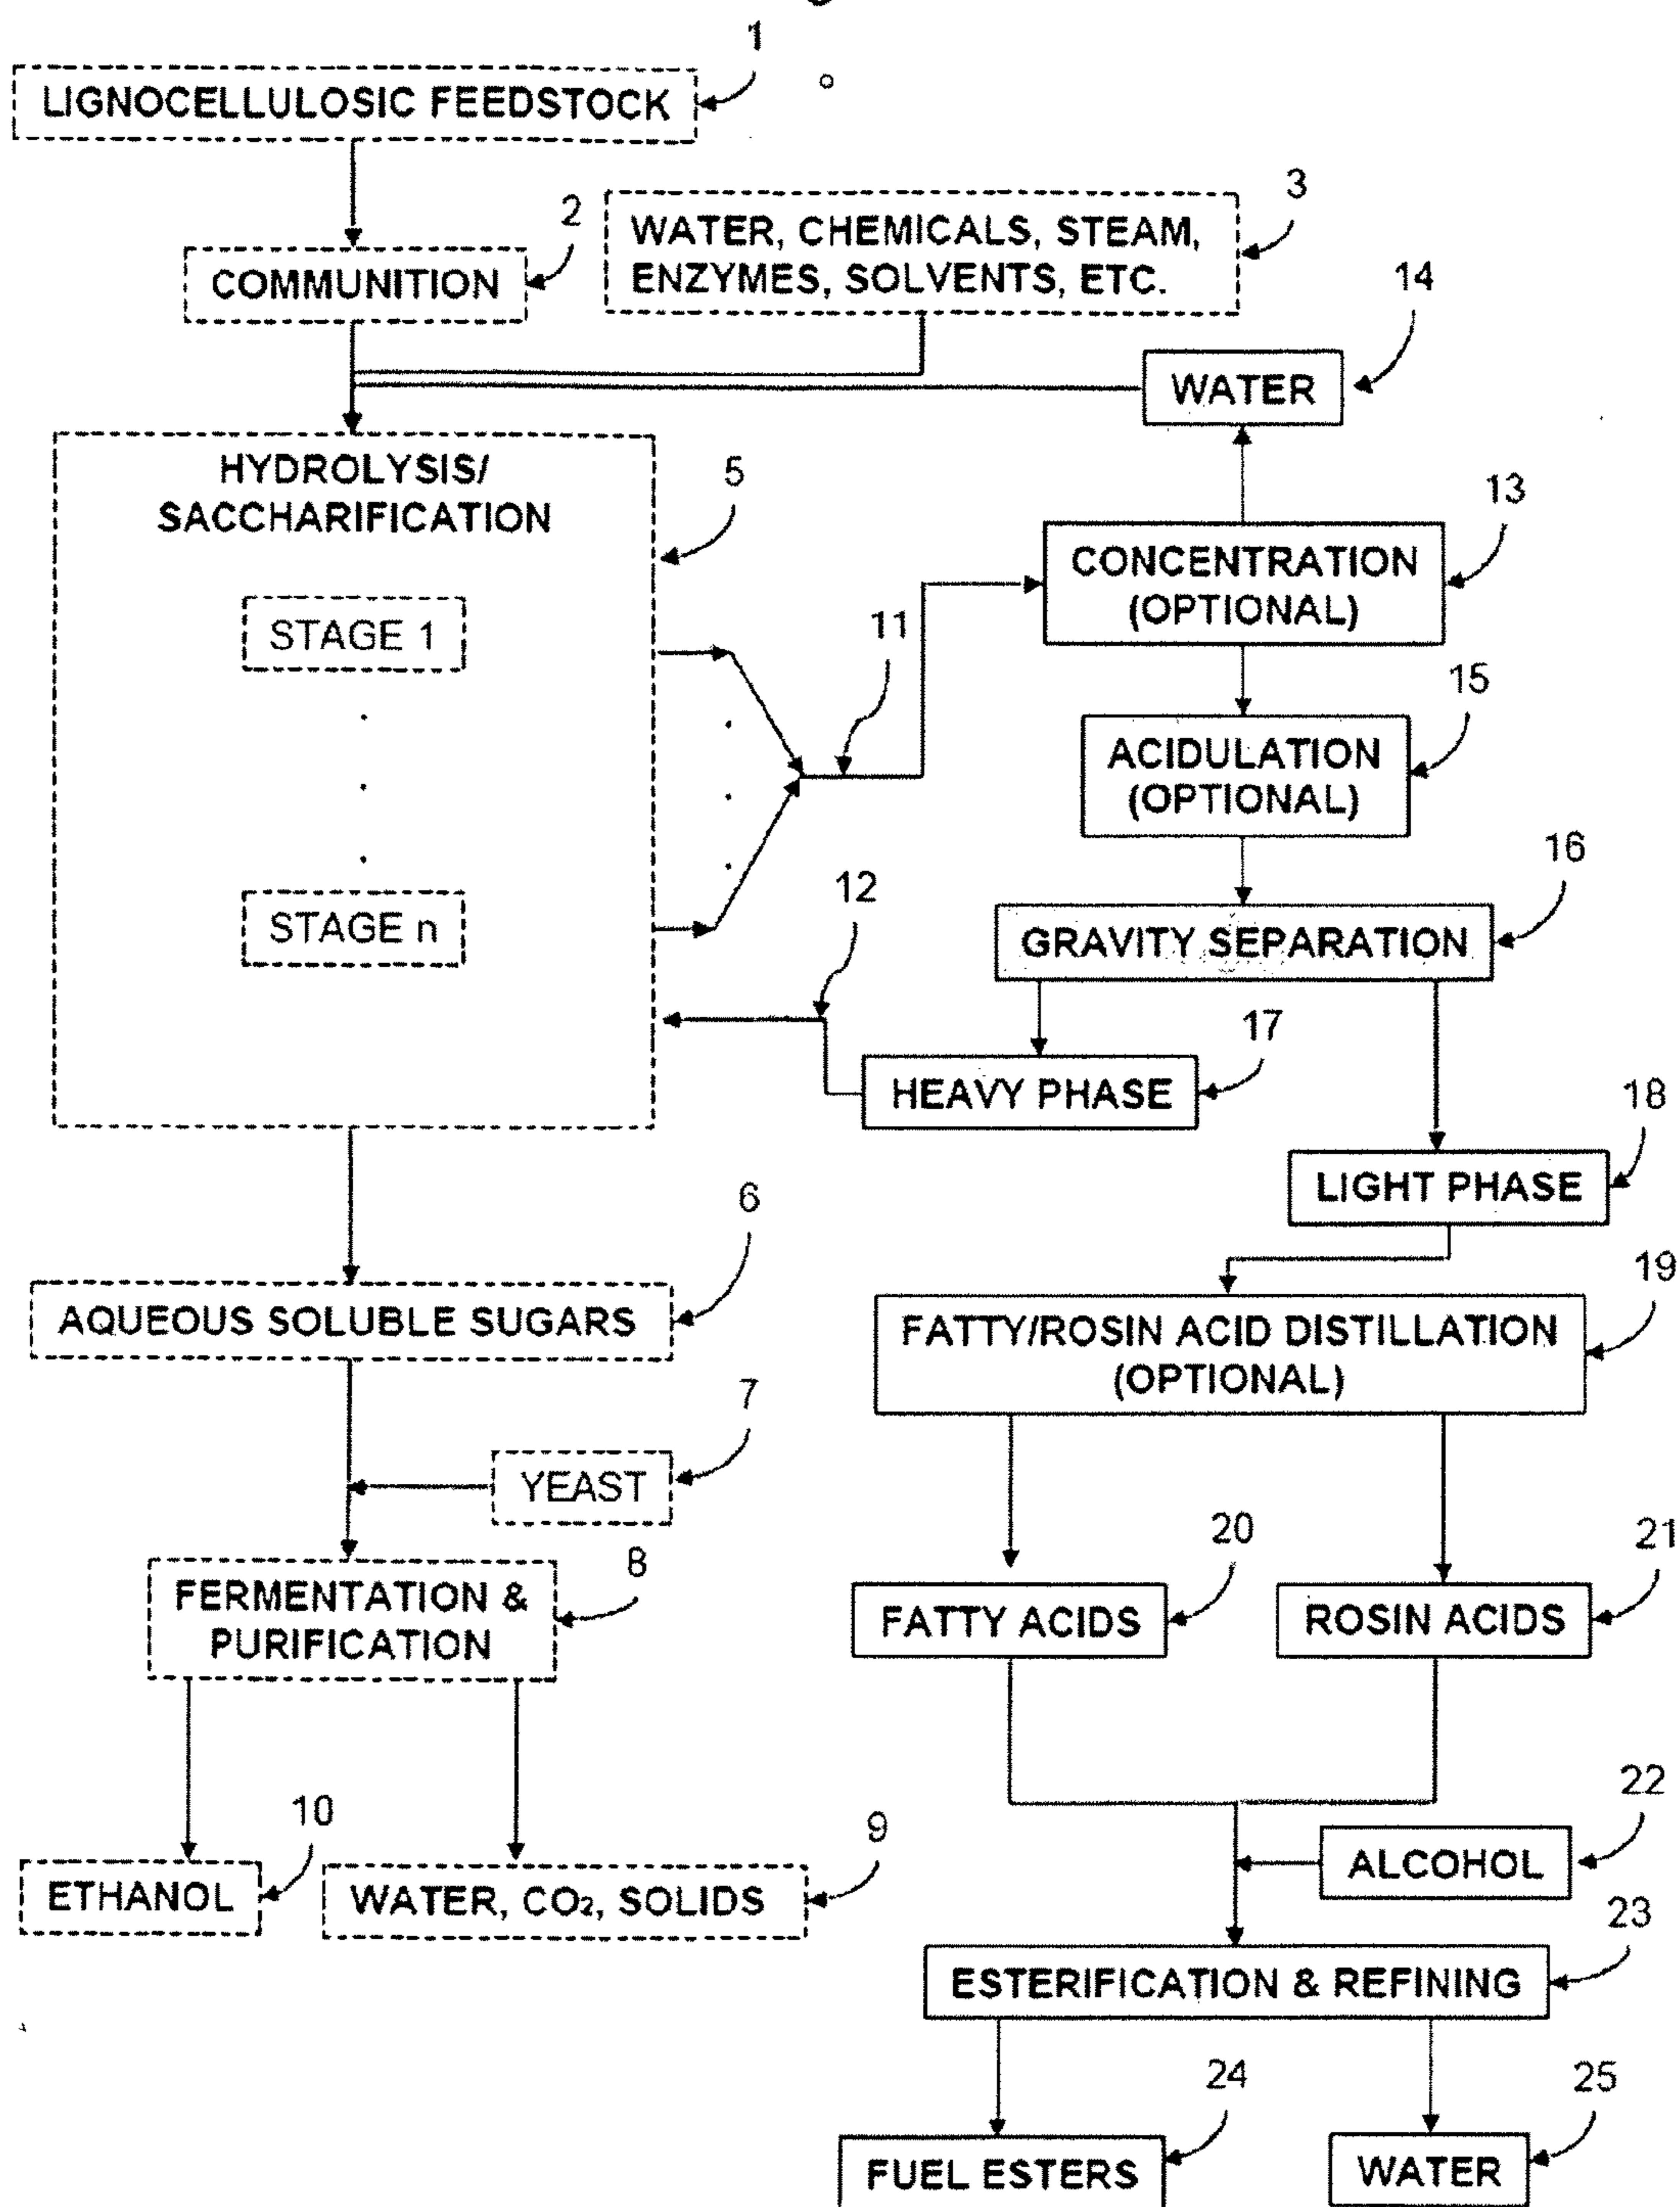 1
LIGNOCELLULOSIC FEEDSTOCK
2
COMMUNITION
3
WATER, CHEMICALS, STEAM,
ENZYMES, SOLVENTS, ETC.
14
WATER
HYDROLYSIS/
SACCHARIFICATION
5
STAGE 1
STAGE n
11
13
CONCENTRATION
(OPTIONAL)
15
ACIDULATION
(OPTIONAL)
16
GRAVITY SEPARATION
12
17
HEAVY PHASE
18
LIGHT PHASE
6
AQUEOUS SOLUBLE SUGARS
19
FATTY/ROSIN ACID DISTILLATION
(OPTIONAL)
7
YEAST
8
FERMENTATION &
PURIFICATION
20
FATTY ACIDS
21
ROSIN ACIDS
10
ETHANOL
9
WATER, CO₂, SOLIDS
22
ALCOHOL
23
ESTERIFICATION & REFINING
24
FUEL ESTERS
25
WATER